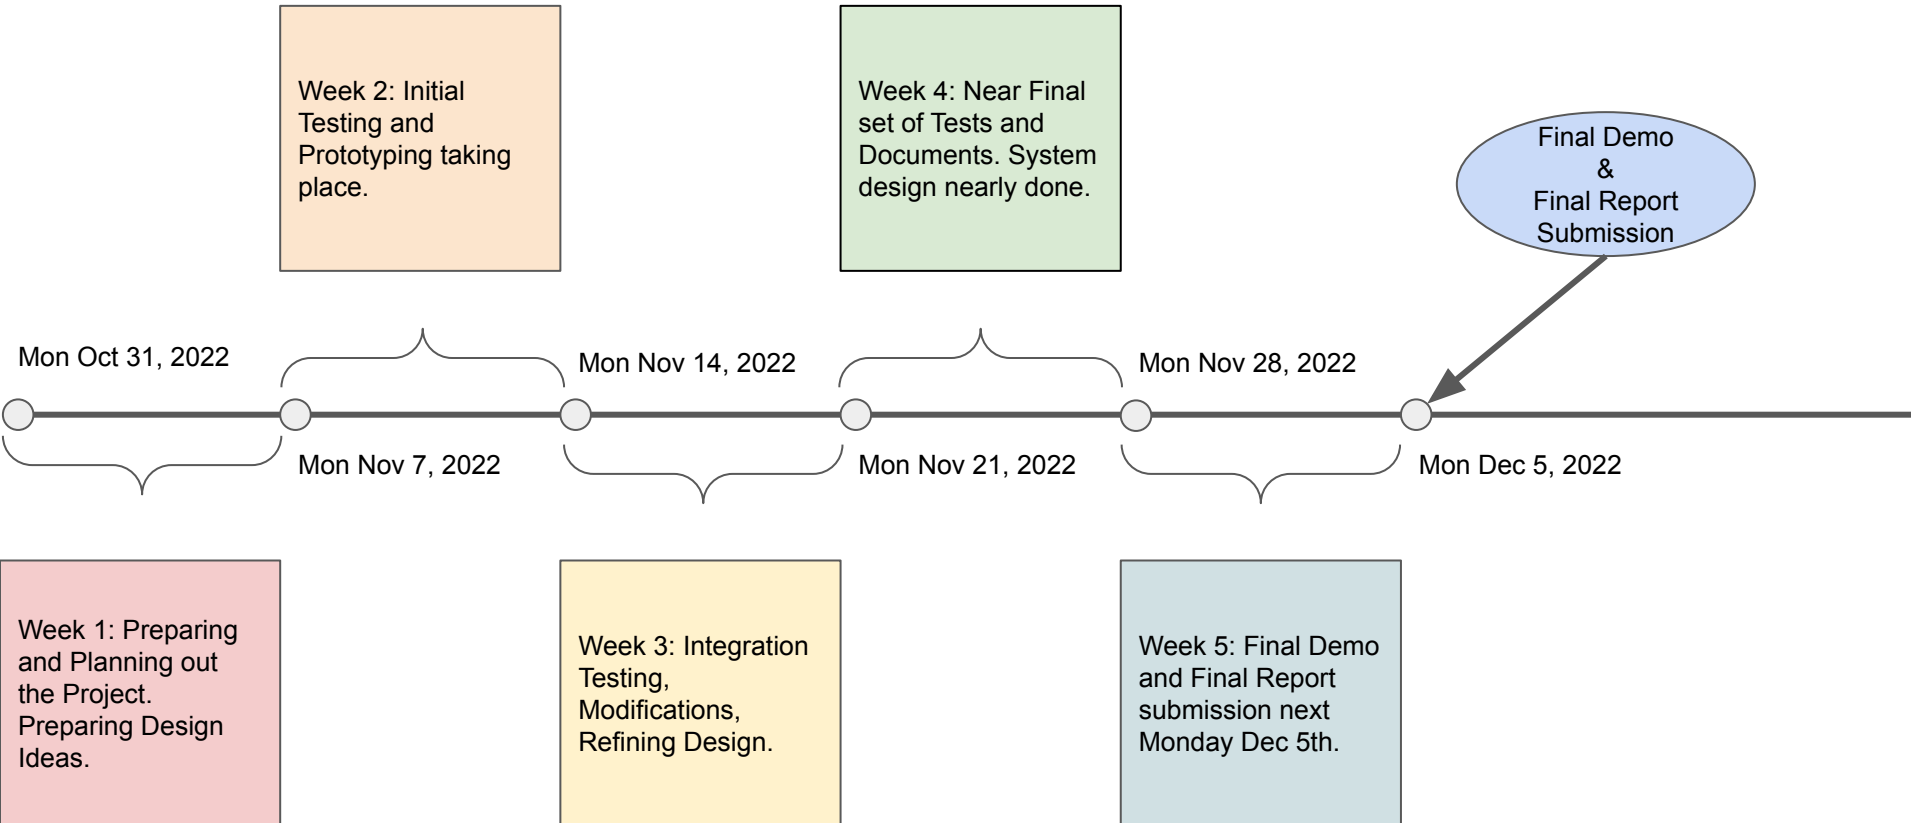 Week 2: Initial
Testing and
Prototyping taking
place.
Week 4: Near Final
set of Tests and
Documents. System
design nearly done.
Final Demo
&
Final Report
Submission
Mon Oct 31, 2022
Mon Nov 14, 2022
Mon Nov 28, 2022
Mon Nov 7, 2022
Mon Nov 21, 2022
Mon Dec 5, 2022
Week 1: Preparing
and Planning out
the Project.
Preparing Design
Ideas.
Week 3: Integration
Testing,
Modifications,
Refining Design.
Week 5: Final Demo
and Final Report
submission next
Monday Dec 5th.